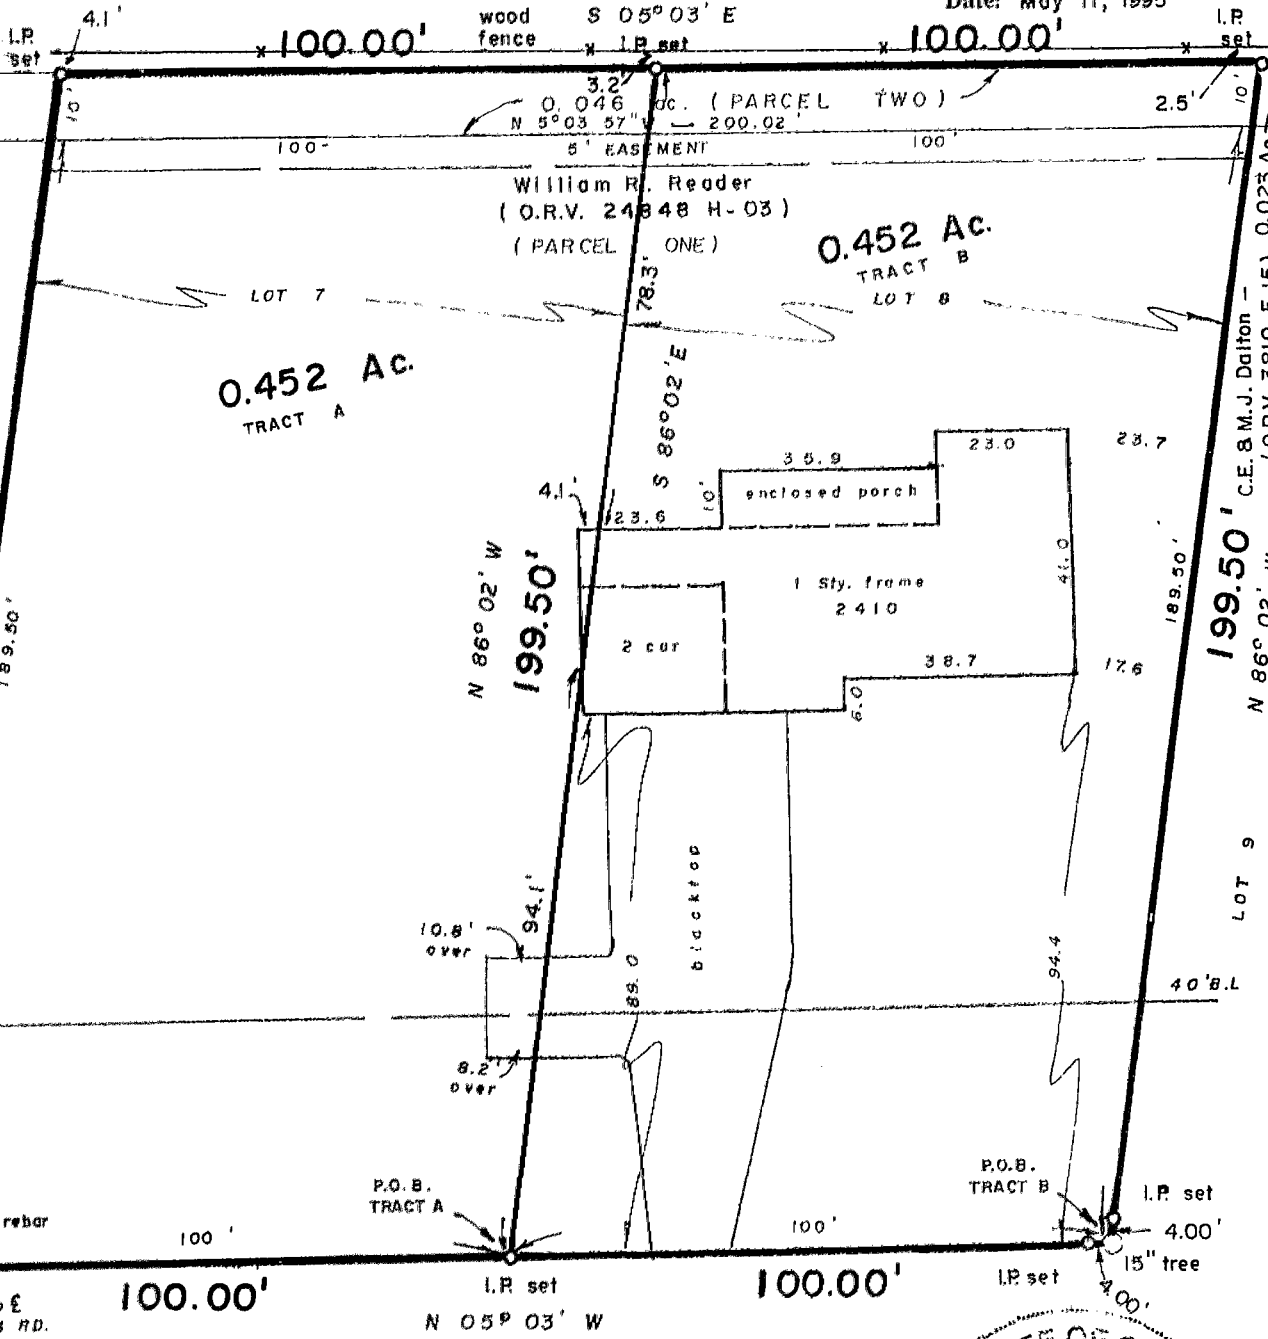 Date: May 11, 1995
4.1'
wood
fence
S 05° 03' E
I.P.
set
I.P.
set
100.00'
I.P. set
100.00'
3.2'
10'
2.5'
10'
0.046 ac. (PARCEL TWO)
N 5°03 57"W — 200.02'
100-
5' EASEMENT
100'
William R. Reader
( O.R.V. 24848 H-03 )
( PARCEL ONE)
0.452 Ac.
TRACT B
LOT 7
LOT 8
78.3'
0.452 Ac.
TRACT A
S 86°02'E
C.E. & M.J. Dalton –
0.023 Ac.
35.9
23.0
23.7
4.1'
23.6
10'
enclosed porch
41.0
N 86° 02' W
199.50'
1 Sty. frame
2410
2 car
38.7
17.6
6.0
189.50'
189.50'
199.50'
N 86° 02' W
blacktop
94.1'
10.8'
over
89.0
94.4
LOT 9
40'B.L
8.2'
over
P.O.B.
TRACT A
P.O.B.
TRACT B
I.P. set
rebar
100'
100'
4.00'
15" tree
I.P. set
I.P. set
4.00'
100.00'
100.00'
RD.
N 05° 03' W